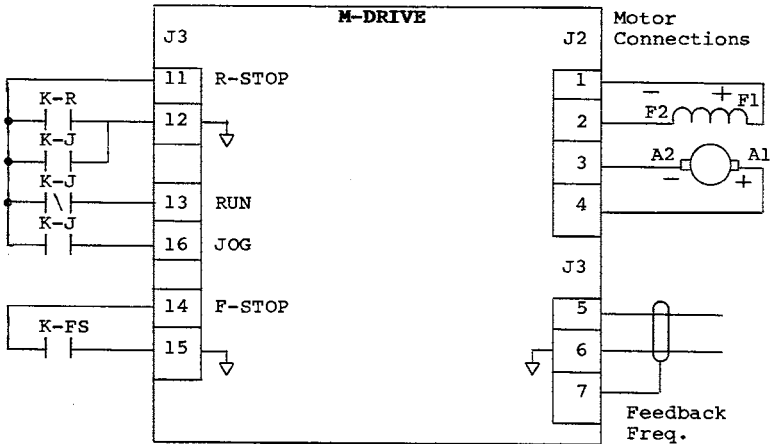 M-DRIVE
J3
J2
Motor
Connections
11 R-STOP
1
K-R
− +
12
2
F2 F1
K-J
3
A2 A1
− +
K-J
13 RUN
4
K-J
16 JOG
J3
14 F-STOP
5
K-FS
15
6
7
Feedback
Freq.